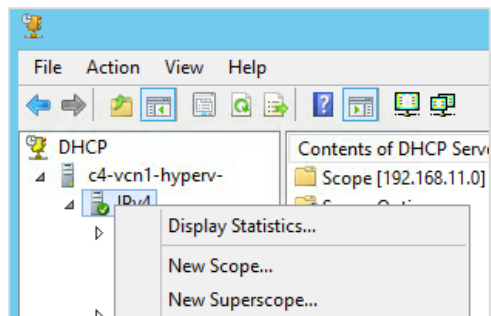 File Action View Help
DHCP
Contents of DHCP Serv
c4-vcn1-hyperv-
Scope [192.168.11.0]
IPv4
Display Statistics...
New Scope...
New Superscope...